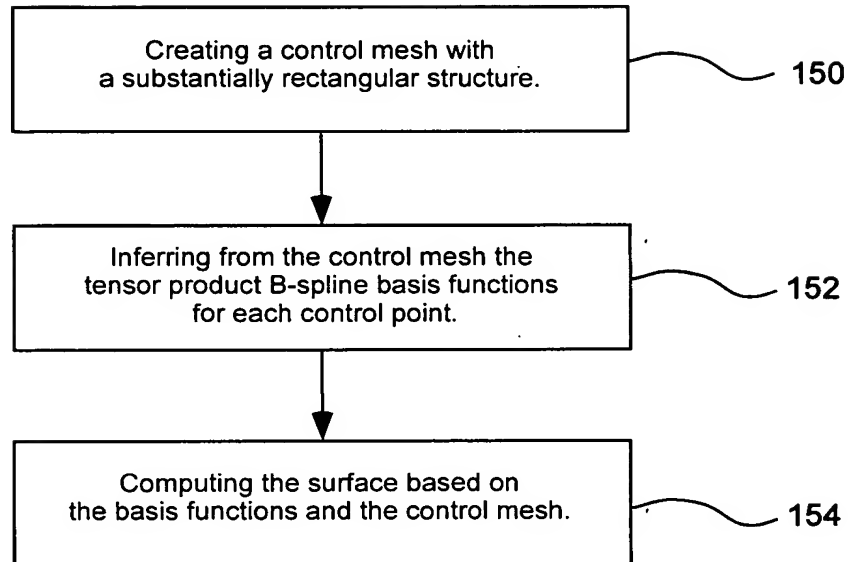 Creating a control mesh with
a substantially rectangular structure.
150
Inferring from the control mesh the
tensor product B-spline basis functions
for each control point.
152
Computing the surface based on
the basis functions and the control mesh.
154